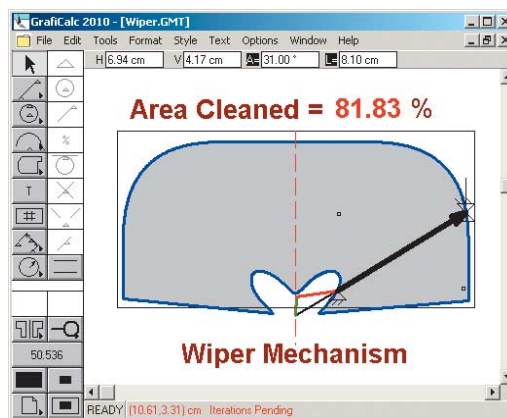 GrafiCalc 2010 - [Wiper.GMT]
File Edit Tools Format Style Text Options Window Help
H 6.94 cm V 4.17 cm A= 31.00 ° L= 8.10 cm
Area Cleaned = 81.83 %
%
T
#
50.536
Wiper Mechanism
READY (10.61,3.31) cm Iterations Pending